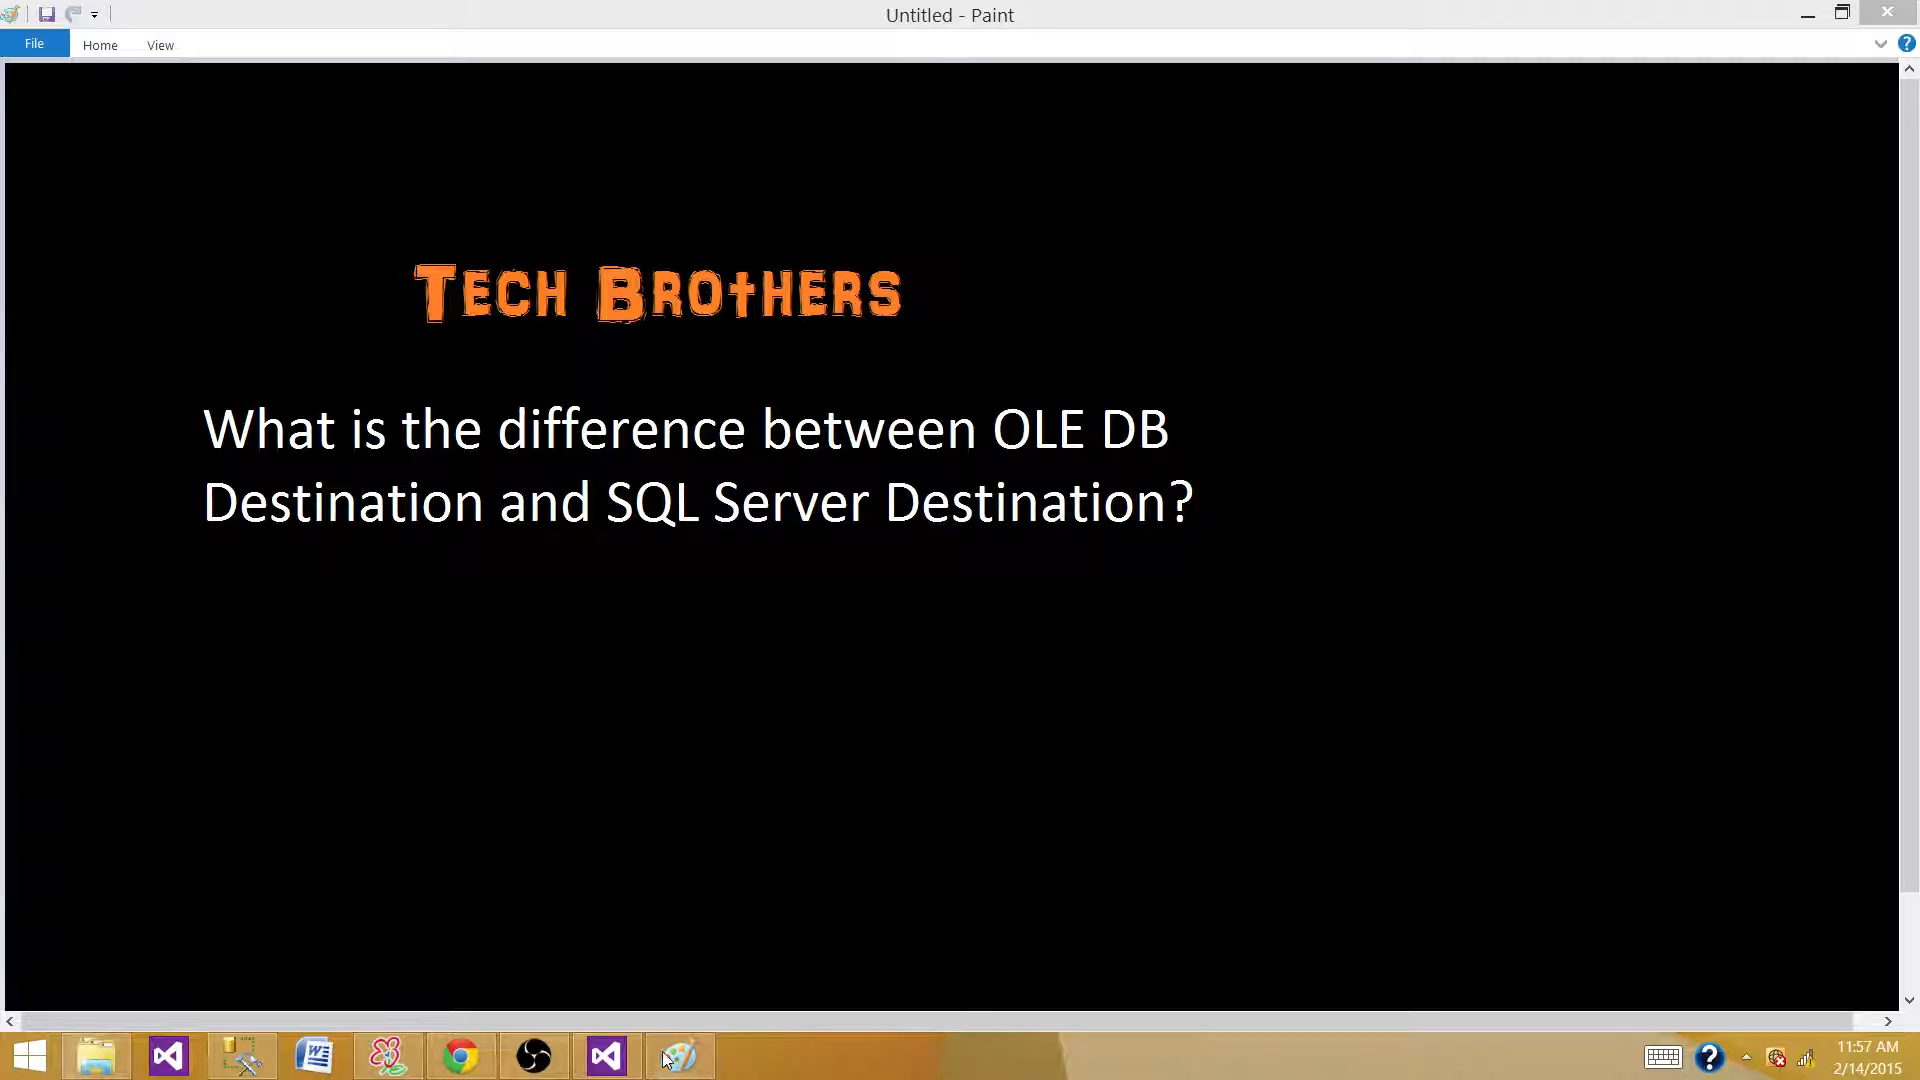 Untitled - Paint
File Home View
Tech Brothers
What is the difference between OLE DB
Destination and SQL Server Destination?
11:57 AM
2/14/2015